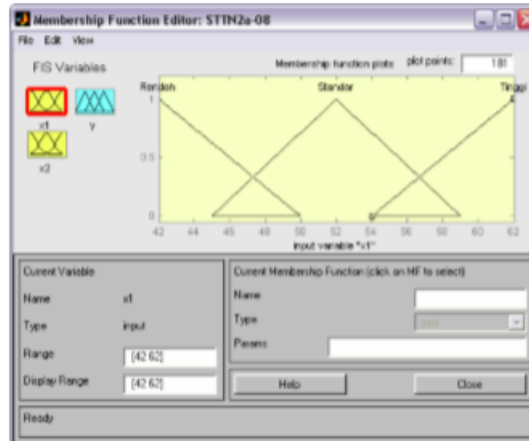 Membership Function Editor: STTN2a-08
File Edit View
FIS Variables
Membership function plots
plot points:
181
x1
y
x2
Rendah
Standar
Tinggi
1
0.5
0
42 44 46 48 50 52 54 56 58 60 62
input variable "x1"
Current Variable
Name x1
Type input
Range [42 62]
Display Range [42 62]
Current Membership Function (click on MF to select)
Name
Type
Params
Help
Close
Ready